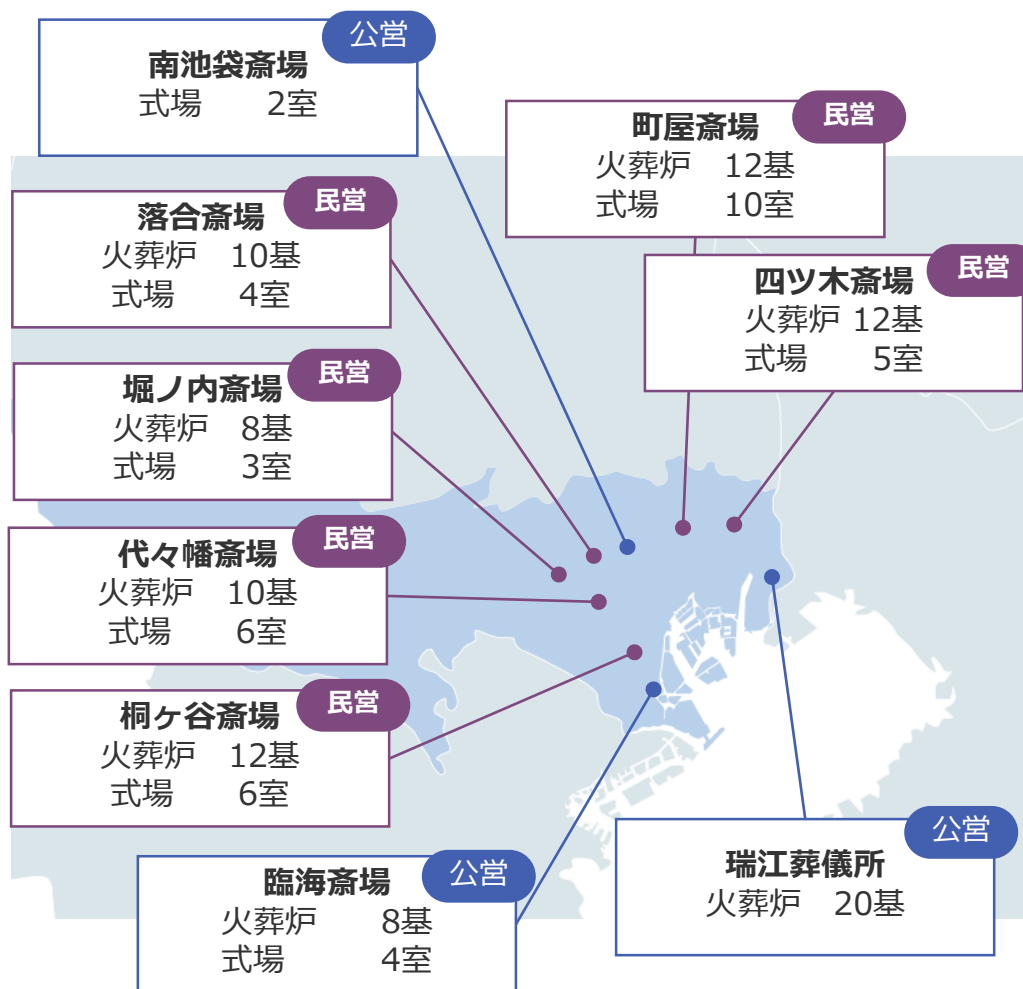 公営
南池袋斎場
式場 2室
民営
町屋斎場
火葬炉 12基
式場 10室
民営
落合斎場
火葬炉 10基
式場 4室
民営
四ツ木斎場
火葬炉 12基
式場 5室
民営
堀ノ内斎場
火葬炉 8基
式場 3室
民営
代々幡斎場
火葬炉 10基
式場 6室
民営
桐ヶ谷斎場
火葬炉 12基
式場 6室
公営
臨海斎場
火葬炉 8基
式場 4室
公営
瑞江葬儀所
火葬炉 20基